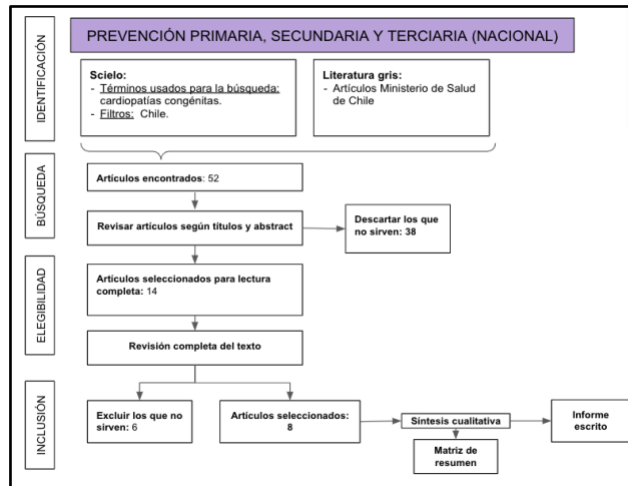 PREVENCIÓN PRIMARIA, SECUNDARIA Y TERCIARIA (NACIONAL)
IDENTIFICACIÓN
Scielo:
- Términos usados para la búsqueda:
cardiopatías congénitas.
- Filtros: Chile.
Literatura gris:
- Artículos Ministerio de Salud
de Chile
BÚSQUEDA
Artículos encontrados: 52
Revisar artículos según títulos y abstract
Descartar los que
no sirven: 38
ELEGIBILIDAD
Artículos seleccionados para lectura
completa: 14
Revisión completa del texto
INCLUSIÓN
Excluir los que no
sirven: 6
Artículos seleccionados:
8
Síntesis cualitativa
Informe
escrito
Matriz de
resumen